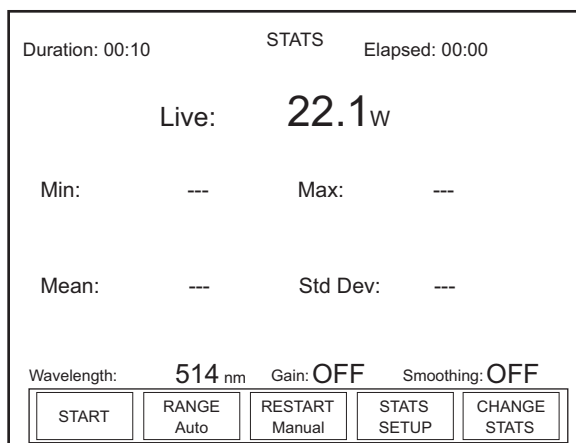 STATS
Duration: 00:10 Elapsed: 00:00
Live: 22.1 W
Min: --- Max: ---
Mean: --- Std Dev: ---
Wavelength: 514 nm Gain: OFF Smoothing: OFF
START RANGE RESTART STATS CHANGE
Auto Manual SETUP STATS